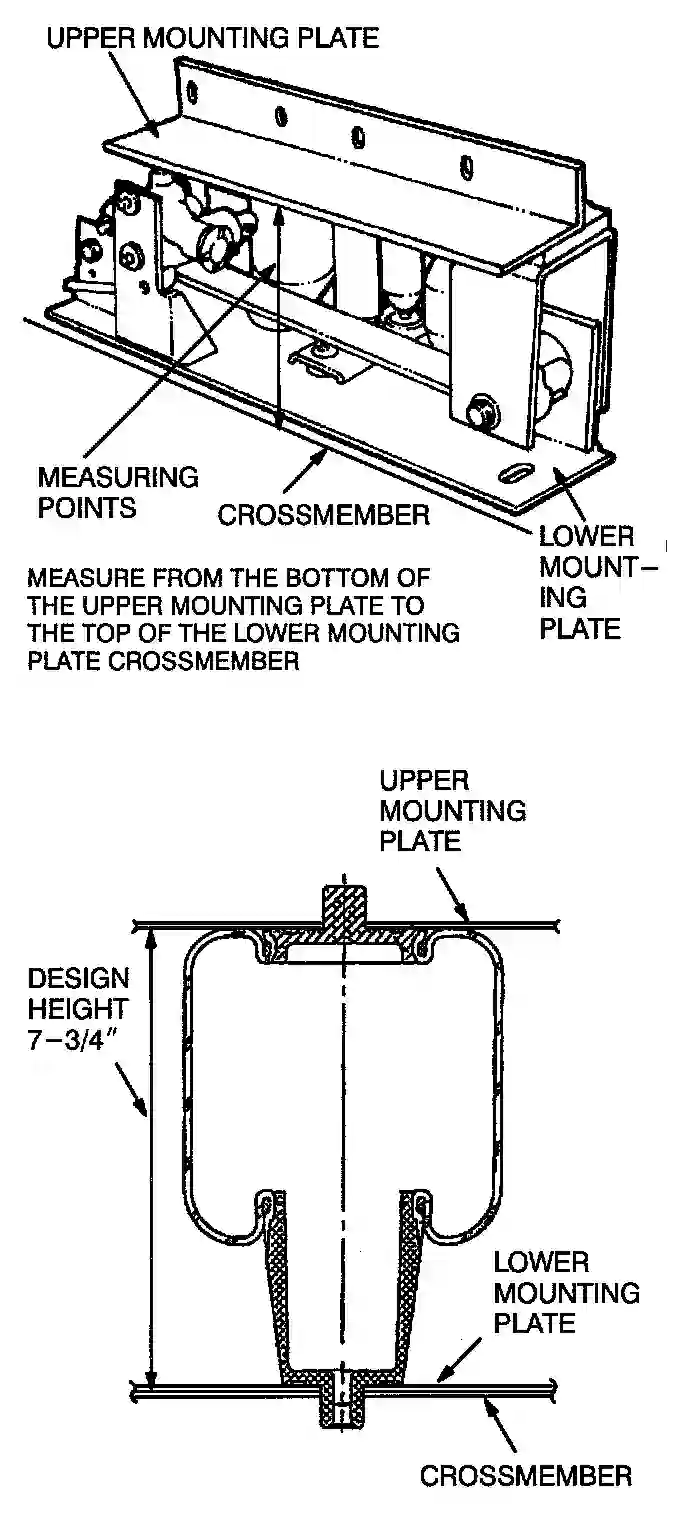 UPPER MOUNTING PLATE
MEASURING
POINTS
CROSSMEMBER
LOWER
MOUNT-
ING
PLATE
MEASURE FROM THE BOTTOM OF
THE UPPER MOUNTING PLATE TO
THE TOP OF THE LOWER MOUNTING
PLATE CROSSMEMBER
UPPER
MOUNTING
PLATE
DESIGN
HEIGHT
7-3/4"
LOWER
MOUNTING
PLATE
CROSSMEMBER